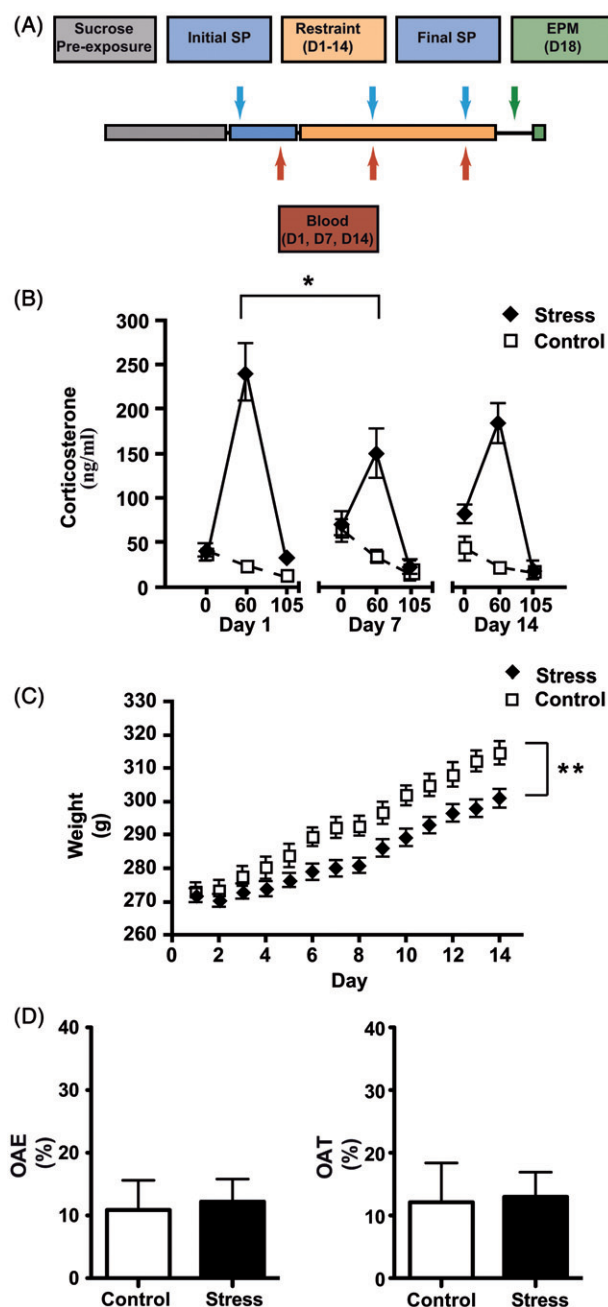 (A)
Sucrose
Pre-exposure
Initial SP
Restraint
(D1-14)
Final SP
EPM
(D18)
Blood
(D1, D7, D14)
(B)
*
Stress
Control
Corticosterone
(ng/ml)
300
250
200
150
100
50
0
0 60 105
Day 1
0 60 105
Day 7
0 60 105
Day 14
(C)
Stress
Control
Weight
(g)
330
320
310
300
290
280
270
260
**
0 2 4 6 8 10 12 14
Day
(D)
OAE
(%)
40
30
20
10
0
Control Stress
OAT
(%)
40
30
20
10
0
Control Stress